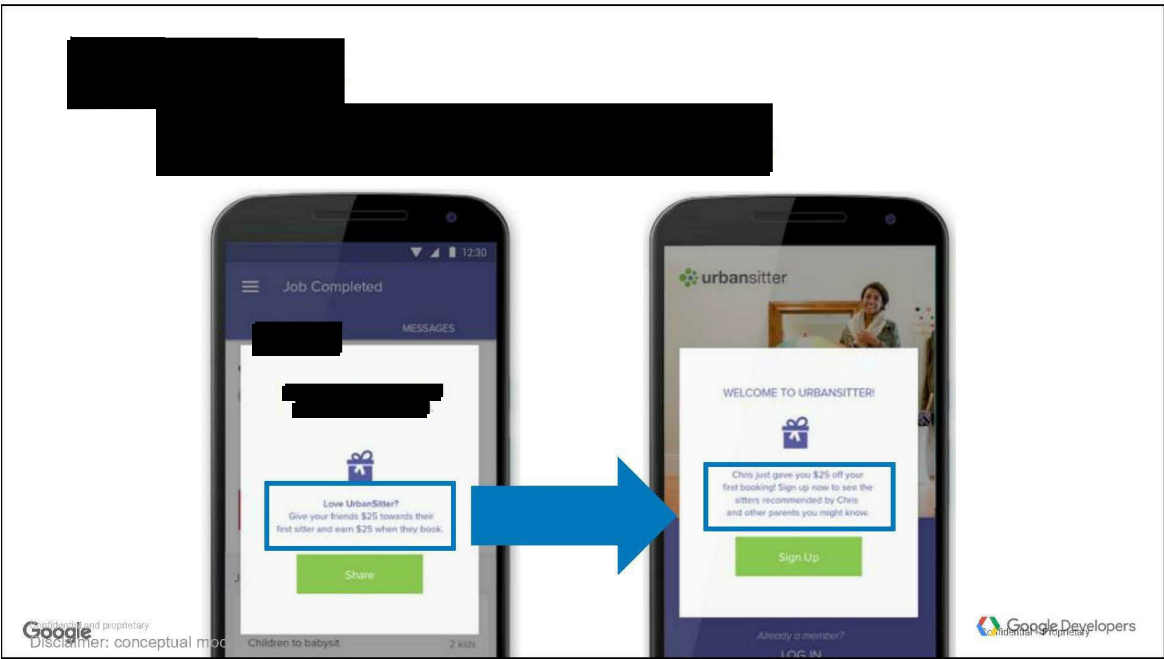 12:30
Job Completed
MESSAGES
Love UrbanSitter?
Give your friends $25 towards their
first sitter and earn $25 when they book.
Share
Children to babysit
2 kids
urbansitter
WELCOME TO URBANSITTER!
Chris just gave you $25 off your
first booking! Sign up now to see the
sitters recommended by Chris
and other parents you might know.
Sign Up
Already a member?
LOG IN
Confidential and proprietary
Google
Disclaimer: conceptual moc
Google Developers
Confidential + Proprietary